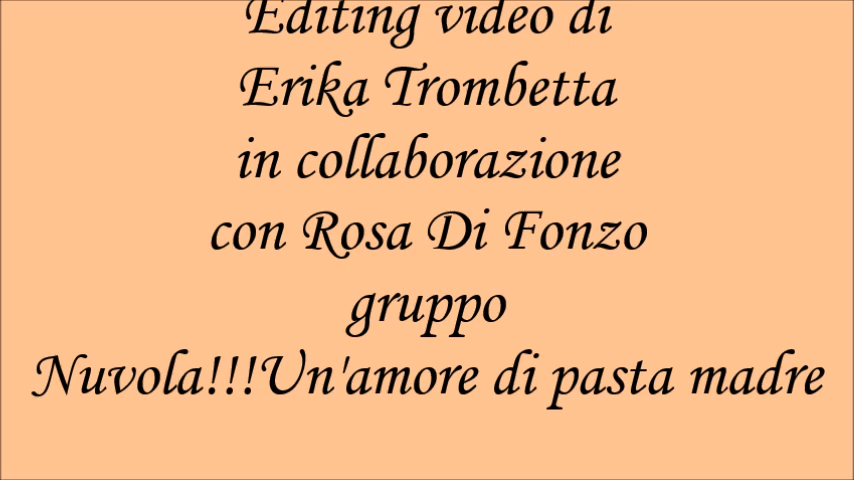 Editing video di
Erika Trombetta
in collaborazione
con Rosa Di Fonzo
gruppo
Nuvola!!!Un'amore di pasta madre